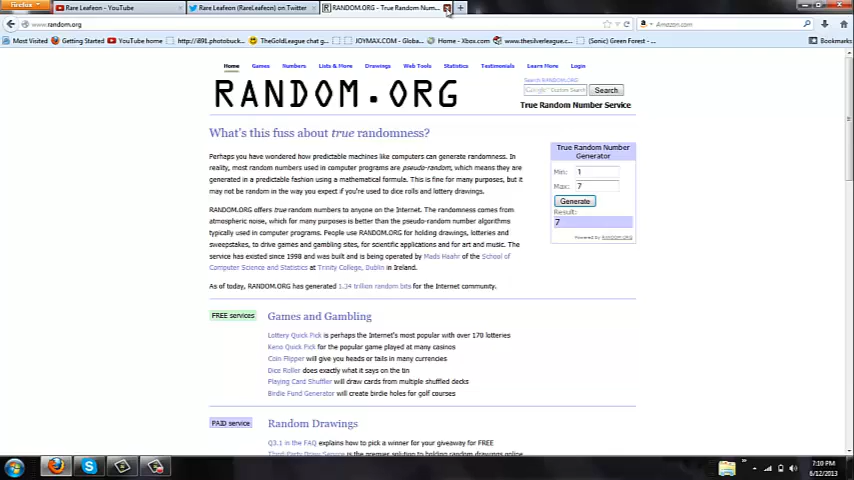 Firefox
Rare Leafeon - YouTube
Rare Leafeon (RareLeafeon) on Twitter
RANDOM.ORG - True Random Num...
www.random.org
Amazon.com
Most Visited
Getting Started
YouTube home
http://i891.photobuck...
TheGoldLeague chat g...
JOYMAX.COM - Globa...
Home - Xbox.com
www.thesilverleague.c...
(Sonic) Green Forest - ...
Bookmarks
Home Games Numbers Lists & More Drawings Web Tools Statistics Testimonials Learn More Login
RANDOM.ORG
Search RANDOM.ORG
Google™ Custom Search
Search
True Random Number Service
What's this fuss about true randomness?
Perhaps you have wondered how predictable machines like computers can generate randomness. In
reality, most random numbers used in computer programs are pseudo-random, which means they are
generated in a predictable fashion using a mathematical formula. This is fine for many purposes, but it
may not be random in the way you expect if you're used to dice rolls and lottery drawings.
RANDOM.ORG offers true random numbers to anyone on the Internet. The randomness comes from
atmospheric noise, which for many purposes is better than the pseudo-random number algorithms
typically used in computer programs. People use RANDOM.ORG for holding drawings, lotteries and
sweepstakes, to drive games and gambling sites, for scientific applications and for art and music. The
service has existed since 1998 and was built and is being operated by Mads Haahr of the School of
Computer Science and Statistics at Trinity College, Dublin in Ireland.
As of today, RANDOM.ORG has generated 1.34 trillion random bits for the Internet community.
True Random Number
Generator
Min: 1
Max: 7
Generate
Result:
7
Powered by RANDOM.ORG
FREE services
Games and Gambling
Lottery Quick Pick is perhaps the Internet's most popular with over 170 lotteries
Keno Quick Pick for the popular game played at many casinos
Coin Flipper will give you heads or tails in many currencies
Dice Roller does exactly what it says on the tin
Playing Card Shuffler will draw cards from multiple shuffled decks
Birdie Fund Generator will create birdie holes for golf courses
PAID service
Random Drawings
Q3.1 in the FAQ explains how to pick a winner for your giveaway for FREE
Third-Party Draw Service is the premier solution to holding random drawings online
7:10 PM
6/12/2013